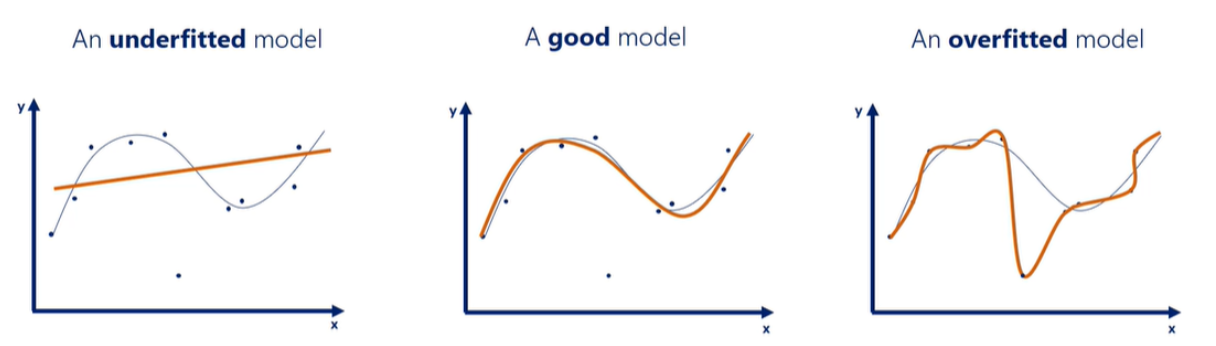 An underfitted model
A good model
An overfitted model
y
x
y
x
y
x